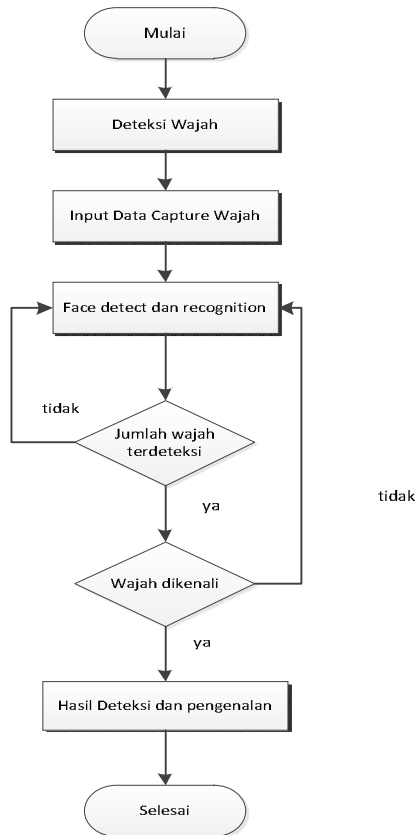 Mulai
Deteksi Wajah
Input Data Capture Wajah
Face detect dan recognition
tidak
Jumlah wajah
terdeteksi
ya
tidak
Wajah dikenali
ya
Hasil Deteksi dan pengenalan
Selesai